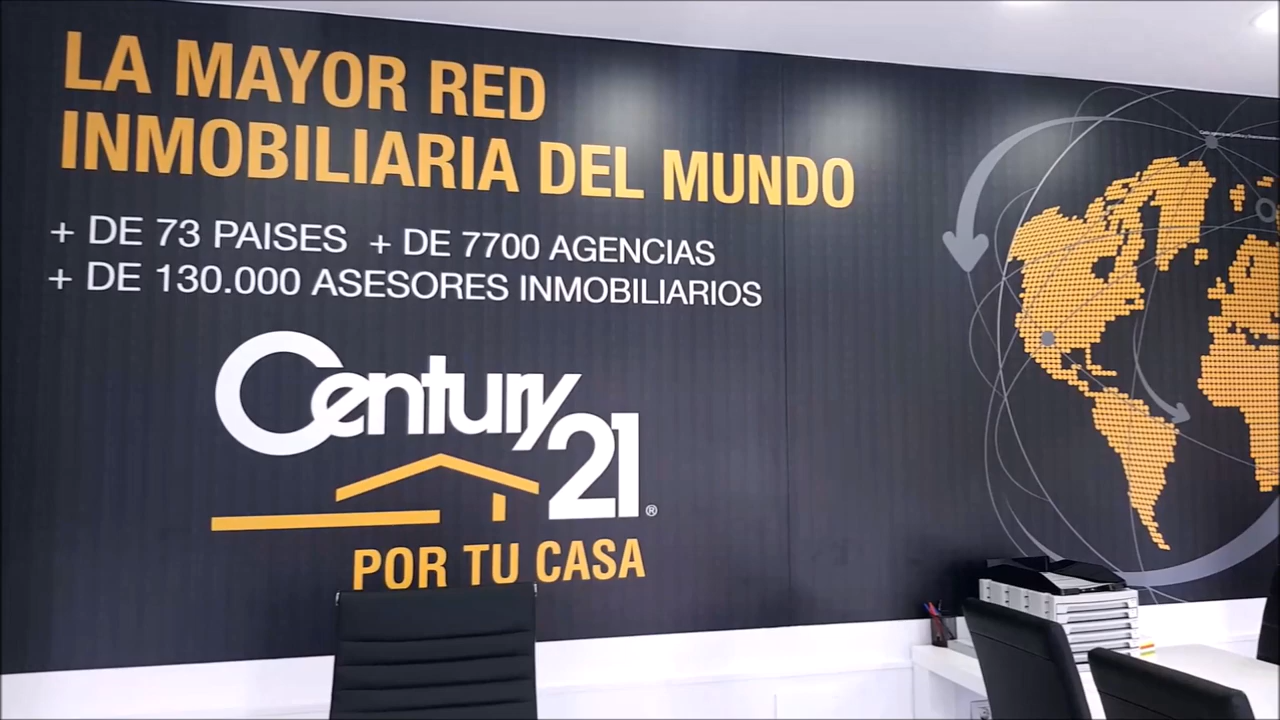 LA MAYOR RED
INMOBILIARIA DEL MUNDO
+ DE 73 PAISES + DE 7700 AGENCIAS
+ DE 130.000 ASESORES INMOBILIARIOS
Century
21®
POR TU CASA